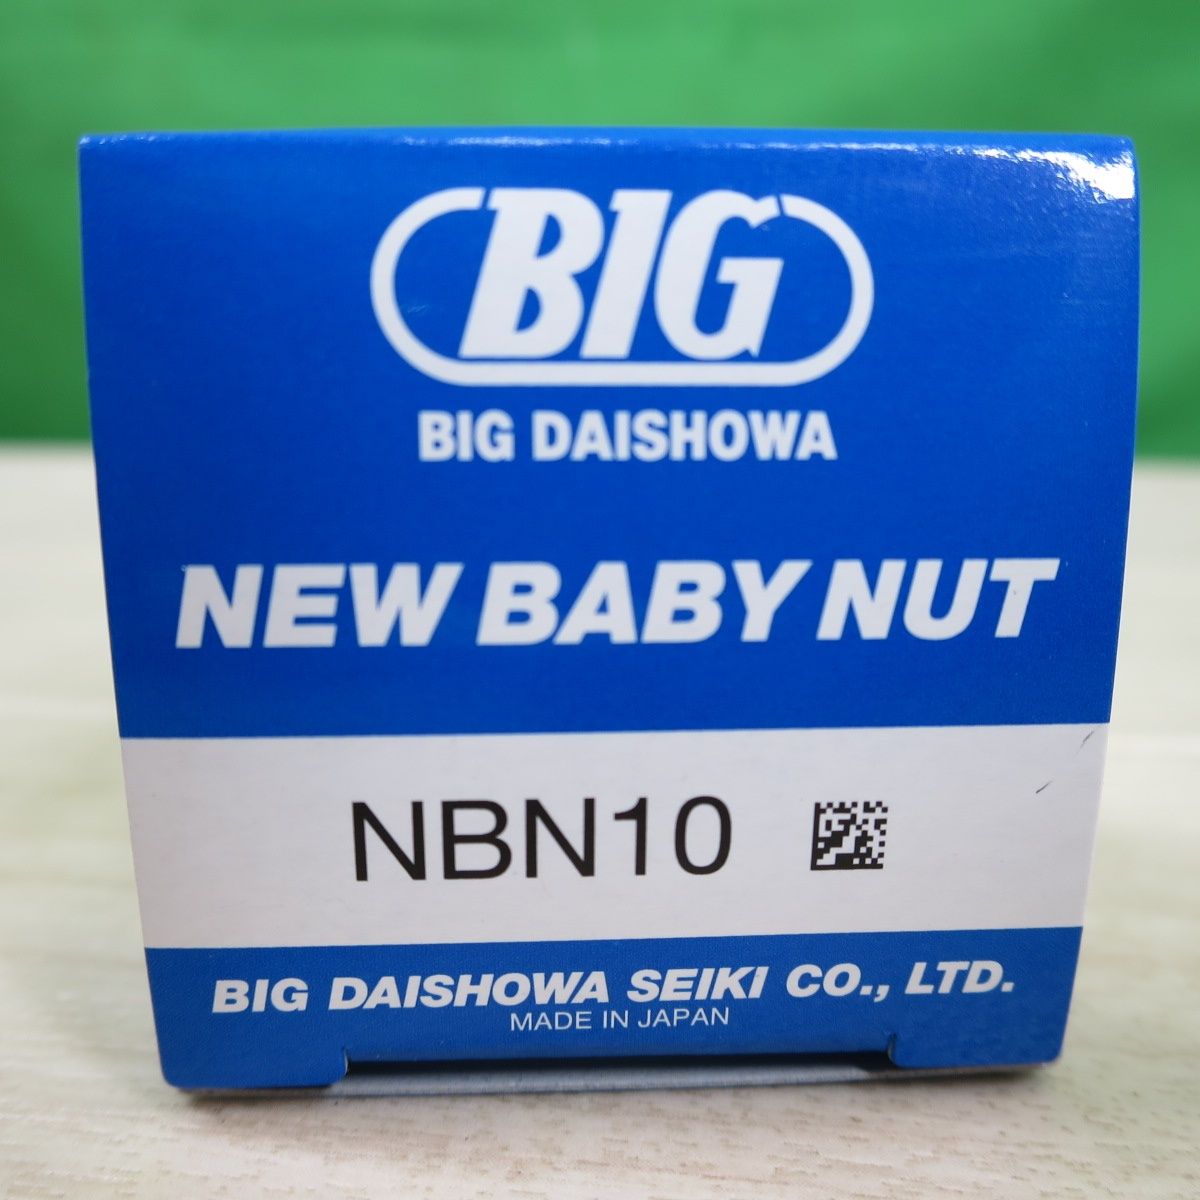 BIG
BIG DAISHOWA
NEW BABY NUT
NBN10
BIG DAISHOWA SEIKI CO., LTD.
MADE IN JAPAN